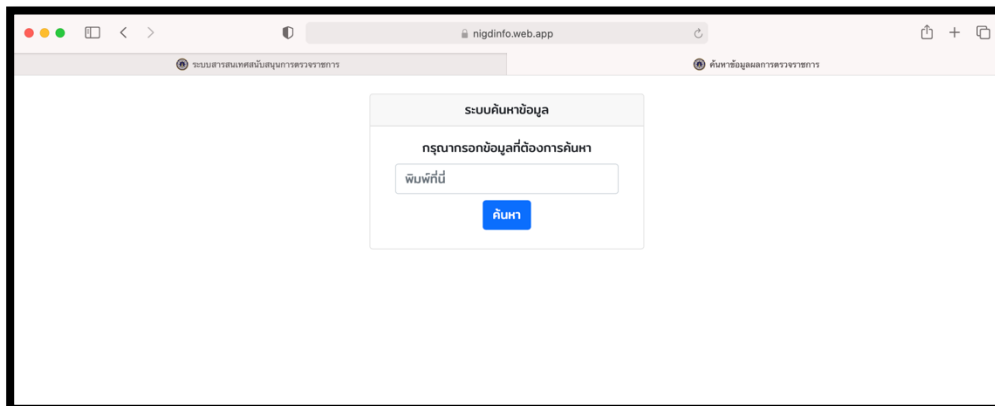 nigdinfo.web.app
ระบบสารสนเทศสนับสนุนการตรวจราชการ
ค้นหาข้อมูลผลการตรวจราชการ
ระบบค้นหาข้อมูล
กรุณากรอกข้อมูลที่ต้องการค้นหา
พิมพ์ที่นี่
ค้นหา